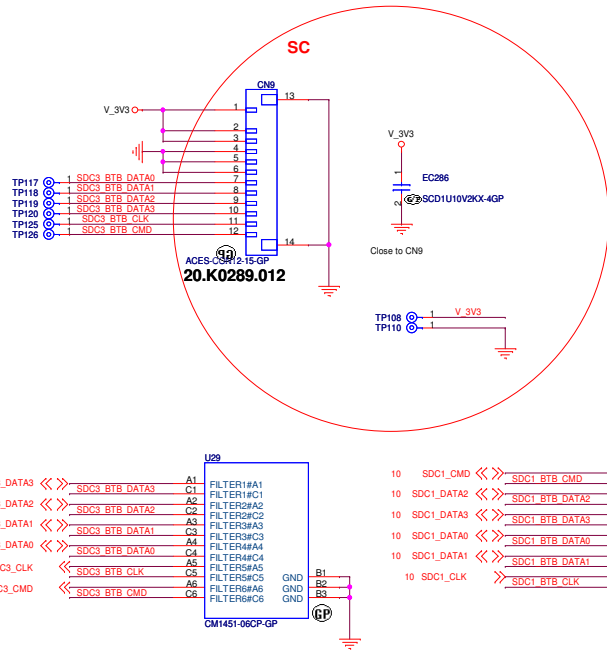 SC
CN9
V_3V3
1
2
3
4
5
6
7
8
9
10
11
12
13
14
TP117 1 SDC3_BTB_DATA0
TP118 1 SDC3_BTB_DATA1
TP119 1 SDC3_BTB_DATA2
TP120 1 SDC3_BTB_DATA3
TP125 1 SDC3_BTB_CLK
TP126 1 SDC3_BTB_CMD
20.K0289.012
V_3V3
1
2
EC286
SCD1U10V2KX-4GP
Close to CN9
TP108 1 V_3V3
TP110 1
U29
_DATA3 SDC3_BTB_DATA3
_DATA2 SDC3_BTB_DATA2
_DATA1 SDC3_BTB_DATA1
_DATA0 SDC3_BTB_DATA0
C3_CLK SDC3_BTB_CLK
C3_CMD SDC3_BTB_CMD
A1 FILTER1#A1
C1 FILTER1#C1
A2 FILTER2#A2
C2 FILTER2#C2
A3 FILTER3#A3
C3 FILTER3#C3
A4 FILTER4#A4
C4 FILTER4#C4
A5 FILTER5#A5
C5 FILTER5#C5 GND B1
A6 FILTER6#A6 GND B2
C6 FILTER6#C6 GND B3
GP
CM1451-06CP-GP
10 SDC1_CMD SDC1_BTB_CMD
10 SDC1_DATA2 SDC1_BTB_DATA2
10 SDC1_DATA3 SDC1_BTB_DATA3
10 SDC1_DATA0 SDC1_BTB_DATA0
10 SDC1_DATA1 SDC1_BTB_DATA1
10 SDC1_CLK SDC1_BTB_CLK